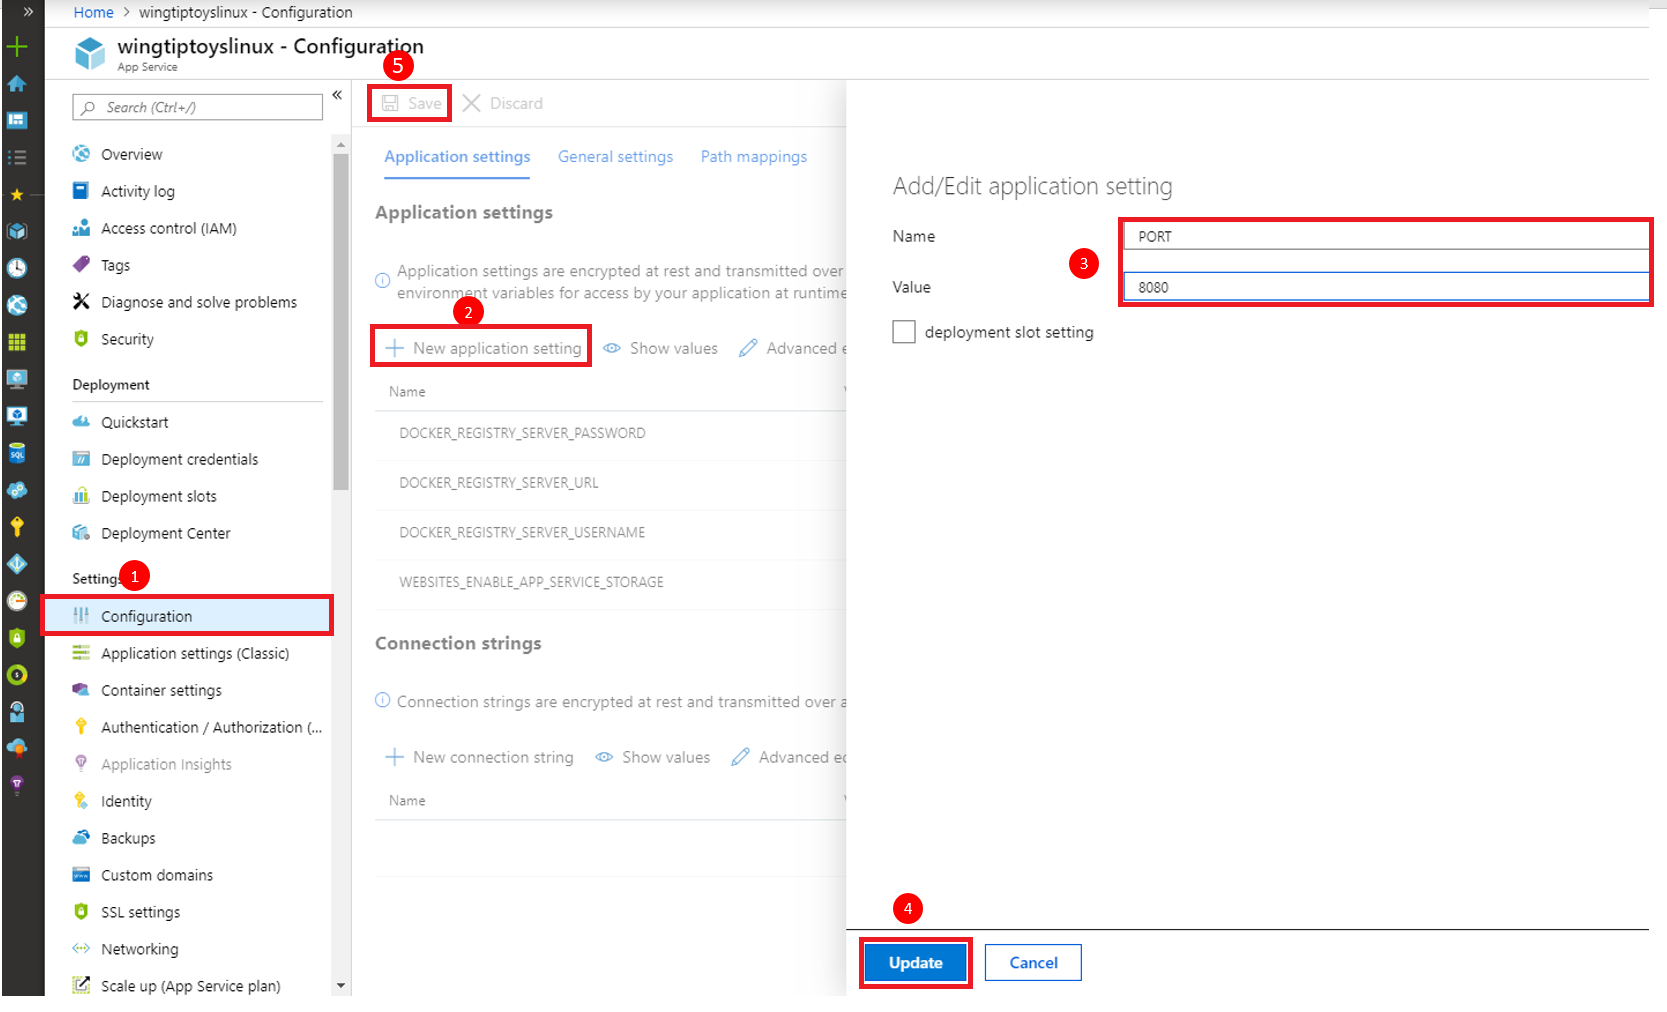 »
Home > wingtiptoyslinux - Configuration
wingtiptoyslinux - Configuration
App Service
5
Search (Ctrl+/)
«
Overview
Activity log
Access control (IAM)
Tags
Diagnose and solve problems
Security
Deployment
Quickstart
Deployment credentials
Deployment slots
Deployment Center
Settings
1
Configuration
Application settings (Classic)
Container settings
Authentication / Authorization (...
Application Insights
Identity
Backups
Custom domains
SSL settings
Networking
Scale up (App Service plan)
Save Discard
Application settings General settings Path mappings
Application settings
Application settings are encrypted at rest and transmitted over
environment variables for access by your application at runtime
2
New application setting Show values Advanced e
Name
DOCKER_REGISTRY_SERVER_PASSWORD
DOCKER_REGISTRY_SERVER_URL
DOCKER_REGISTRY_SERVER_USERNAME
WEBSITES_ENABLE_APP_SERVICE_STORAGE
Connection strings
Connection strings are encrypted at rest and transmitted over a
New connection string Show values Advanced ed
Name
Add/Edit application setting
Name PORT
3
Value 8080
deployment slot setting
4
Update Cancel
SQL